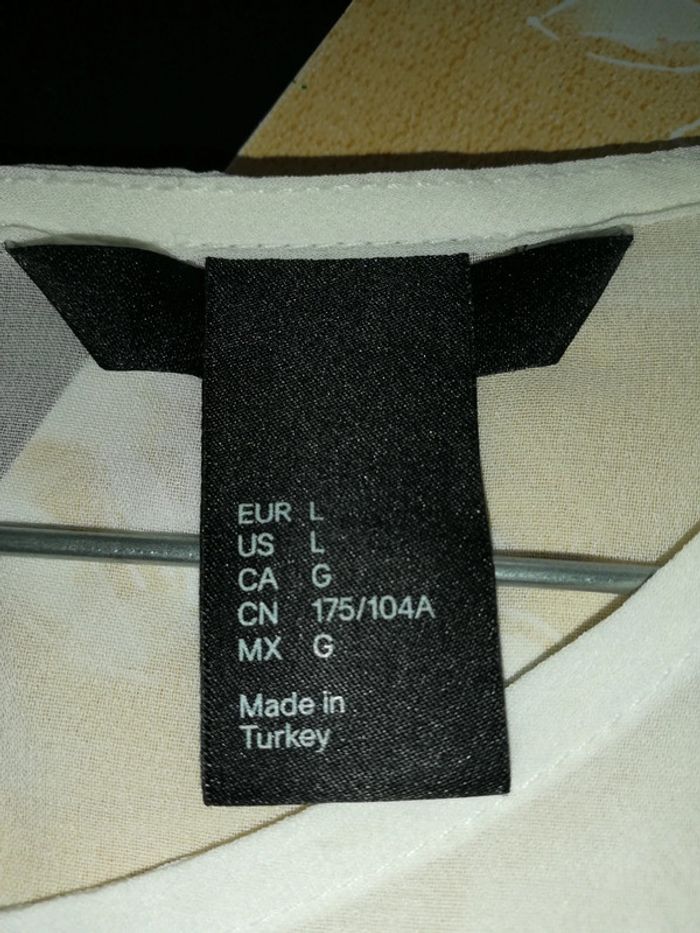 EUR L
US L
CA G
CN 175/104A
MX G
Made in
Turkey